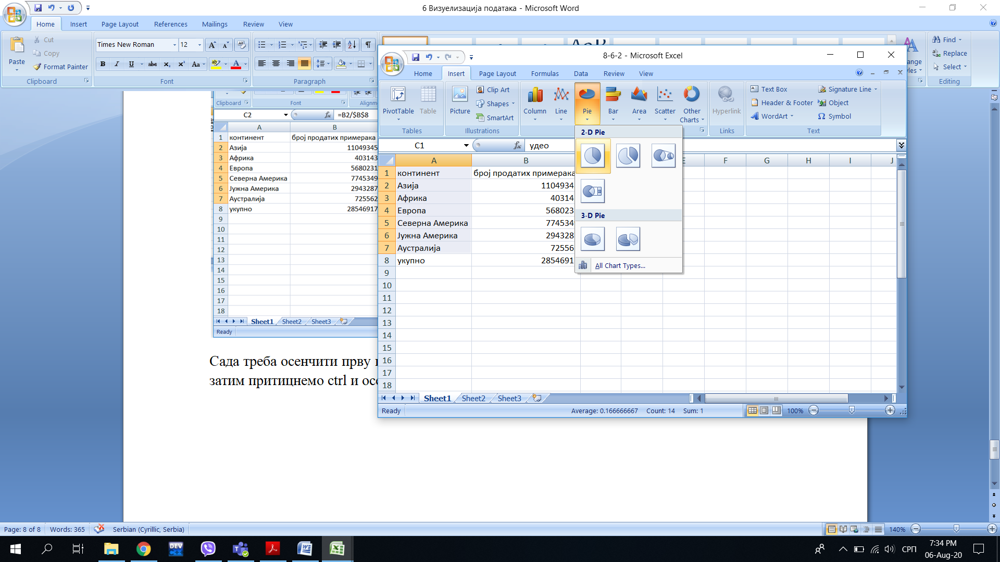 6 Визуелизација података - Microsoft Word
Home Insert Page Layout References Mailings Review View
Paste
Cut
Copy
Format Painter
Clipboard
Times New Roman 12
Font
Paragraph
Find
Replace
Select
Editing
Clipboard Font
C2 =B2/$B$8
A B
1 континент број продатих примерака
2 Азија 11049345
3 Африка 403143
4 Европа 5680231
5 Северна Америка 7745349
6 Јужна Америка 2943287
7 Аустралија 725562
8 укупно 28546917
9
10
11
12
13
14
15
16
17
18
Sheet1 Sheet2 Sheet3
Ready
Сада треба осенчити прву
затим притицнемо ctrl и осе
8-6-2 - Microsoft Excel
Home Insert Page Layout Formulas Data Review View
PivotTable Table
Tables
Picture
Clip Art
Shapes
SmartArt
Illustrations
Column Line Pie Bar Area Scatter Other Charts
Hyperlink
Links
Text Box
Header & Footer
WordArt
Signature Line
Object
Symbol
Text
2-D Pie
3-D Pie
All Chart Types...
C1 удео
A B E F G H I J
1 континент број продатих примерака
2 Азија 1104934
3 Африка 40314
4 Европа 568023
5 Северна Америка 774534
6 Јужна Америка 294328
7 Аустралија 72556
8 укупно 2854691
9
10
11
12
13
14
15
16
17
18
Sheet1 Sheet2 Sheet3
Ready Average: 0.166666667 Count: 14 Sum: 1 100%
Page: 8 of 8 Words: 365 Serbian (Cyrillic, Serbia) 140%
DEV
СРП
7:34 PM
06-Aug-20